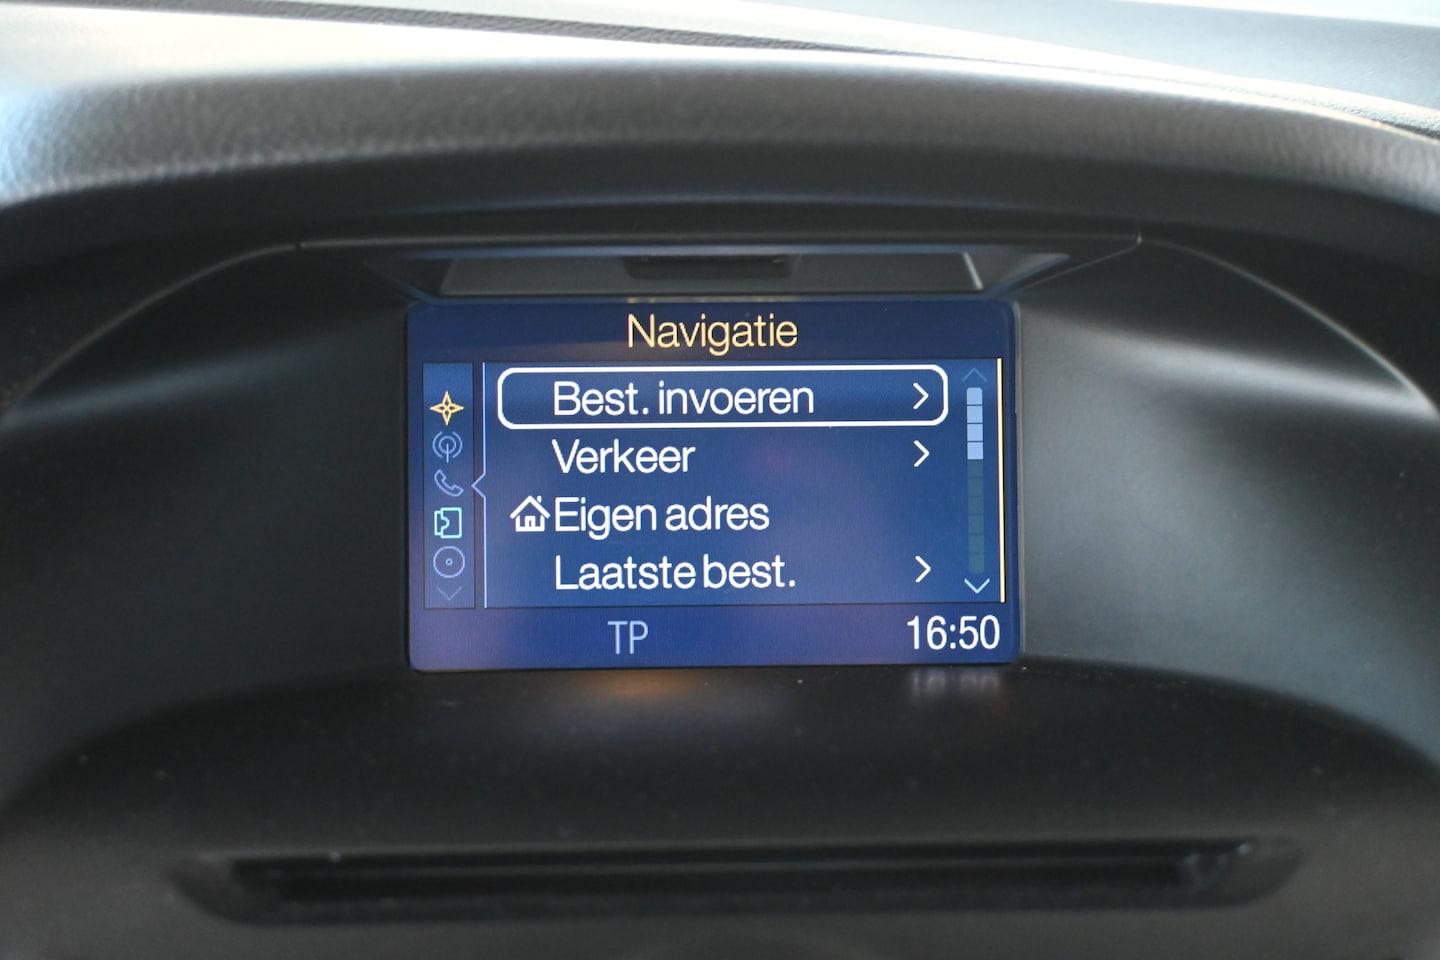 Navigatie
Best. invoeren
Verkeer
Eigen adres
Laatste best.
TP
16:50